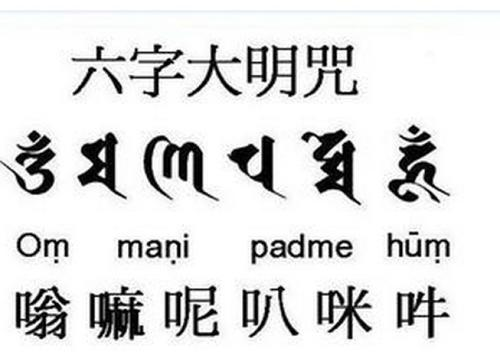 六字大明咒
𑖌𑖼 𑖦 𑖜𑖰 𑖢 𑖟𑖿𑖦𑖸 𑖮𑖳𑖼
Oṃ maṇi padme hūṃ
嗡 嘛 呢 叭 咪 吽